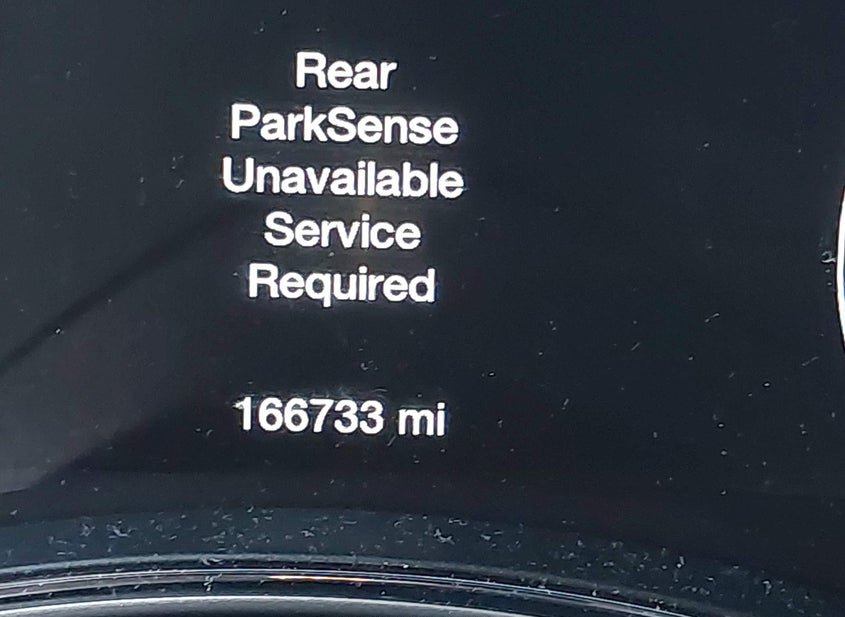 Rear
ParkSense
Unavailable
Service
Required
166733 mi